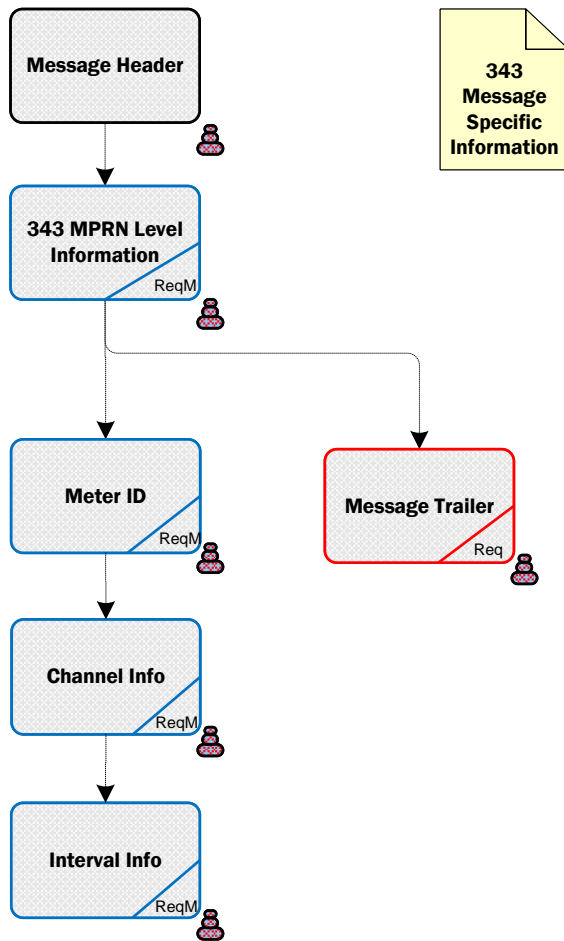 Message Header
343
Message
Specific
Information
343 MPRN Level
Information
ReqM
Meter ID
ReqM
Message Trailer
Req
Channel Info
ReqM
Interval Info
ReqM